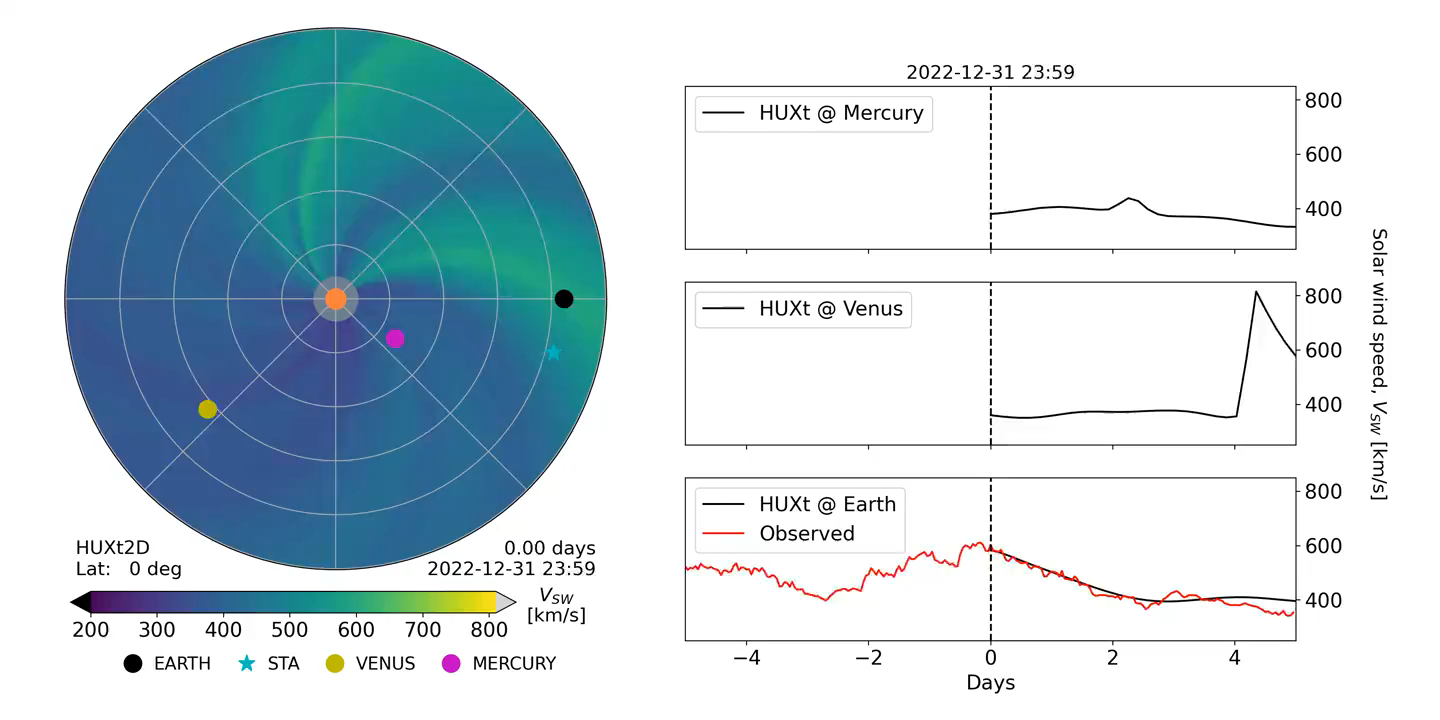 HUXt2D
Lat: 0 deg
0.00 days
2022-12-31 23:59
V_SW
[km/s]
200 300 400 500 600 700 800
EARTH STA VENUS MERCURY
2022-12-31 23:59
HUXt @ Mercury
800
600
400
HUXt @ Venus
800
600
400
HUXt @ Earth
Observed
800
600
400
−4 −2 0 2 4
Days
Solar wind speed, V_SW [km/s]